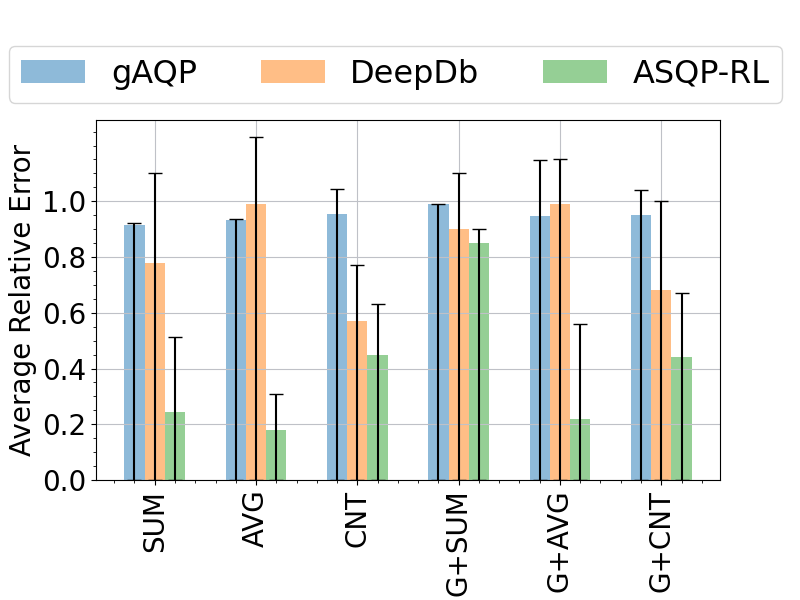 gAQP DeepDb ASQP-RL
Average Relative Error
1.0
0.8
0.6
0.4
0.2
0.0
SUM AVG CNT G+SUM G+AVG G+CNT